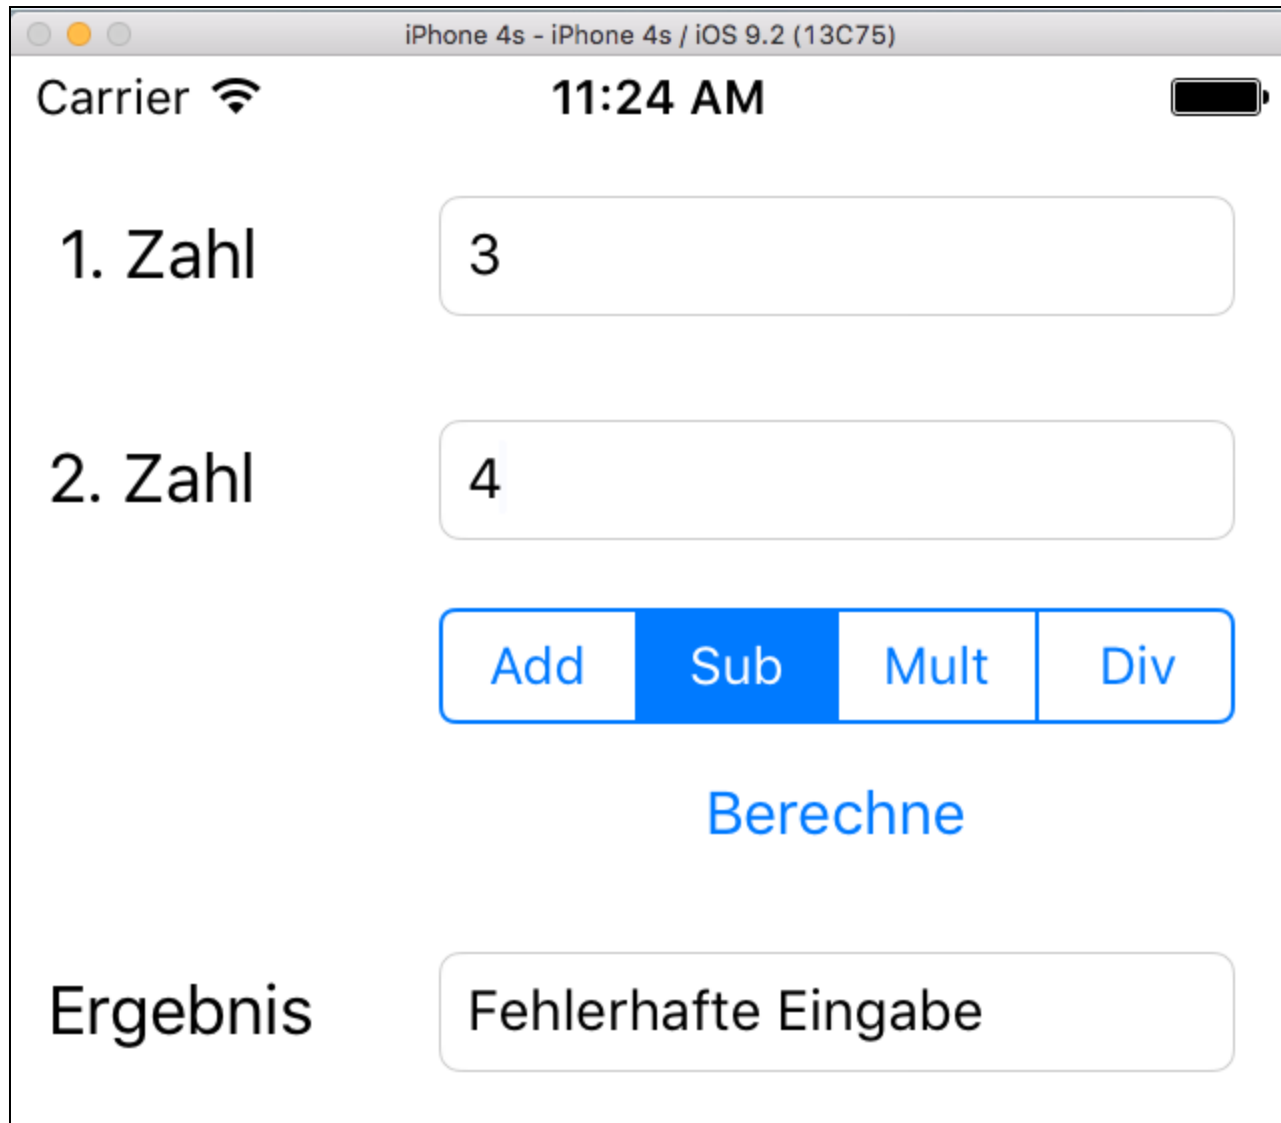 iPhone 4s - iPhone 4s / iOS 9.2 (13C75)
Carrier 11:24 AM
1. Zahl 3
2. Zahl 4
Add Sub Mult Div
Berechne
Ergebnis Fehlerhafte Eingabe